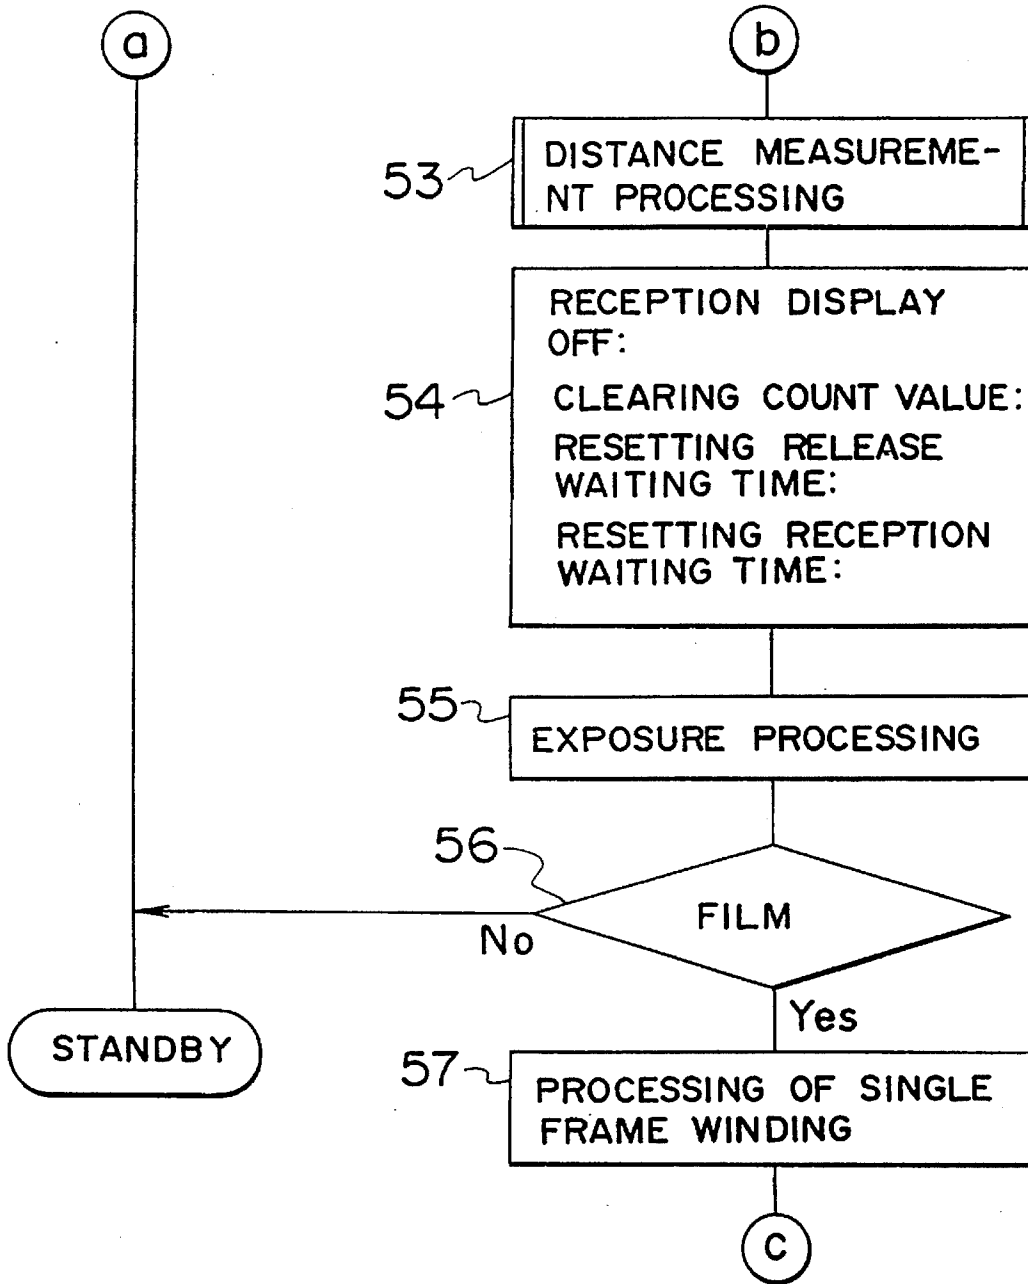 a
b
53
DISTANCE MEASUREME-
NT PROCESSING
54
RECEPTION DISPLAY
OFF:
CLEARING COUNT VALUE:
RESETTING RELEASE
WAITING TIME:
RESETTING RECEPTION
WAITING TIME:
55
EXPOSURE PROCESSING
56
FILM
No
Yes
STANDBY
57
PROCESSING OF SINGLE
FRAME WINDING
c